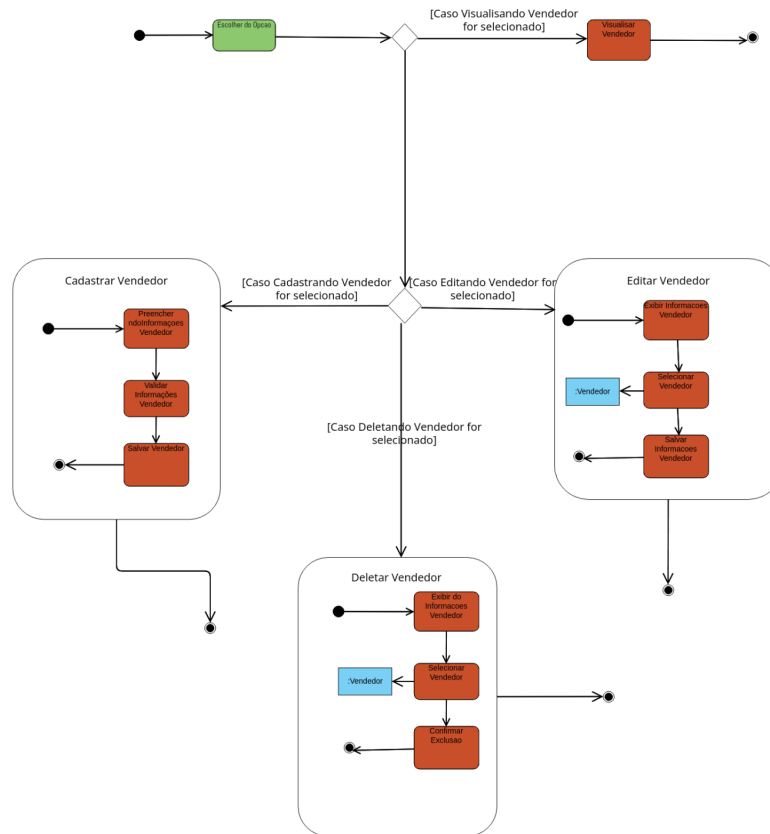 Escolher do Opcao
[Caso Visualisando Vendedor
for selecionado]
Visualisar
Vendedor
Cadastrar Vendedor
[Caso Cadastrando Vendedor
for selecionado]
[Caso Editando Vendedor for
selecionado]
Editar Vendedor
Preencher
ndoInformaçoes
Vendedor
Validar
Informações
Vendedor
Salvar Vendedor
Exibir Informacoes
Vendedor
Selecionar
Vendedor
:Vendedor
Salvar
Informacoes
Vendedor
[Caso Deletando Vendedor for
selecionado]
Deletar Vendedor
Exibir do
Informacoes
Vendedor
Selecionar
Vendedor
:Vendedor
Confirmar
Exclusao